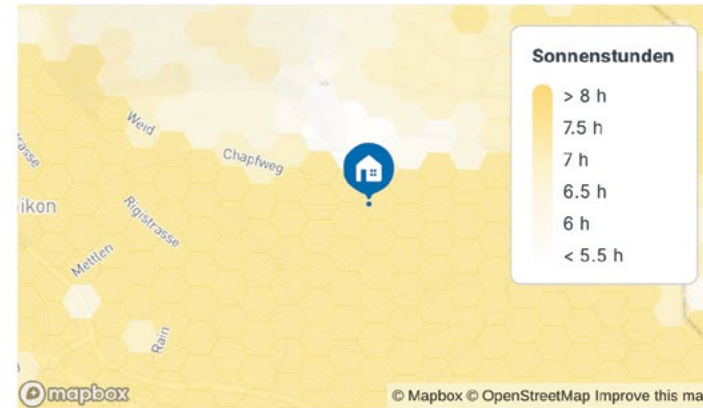 Sonnenstunden
> 8 h
7.5 h
7 h
6.5 h
6 h
< 5.5 h
Weid
Chapfweg
asse
ikon
Rigistrasse
Mettlen
Rain
mapbox
© Mapbox © OpenStreetMap Improve this ma